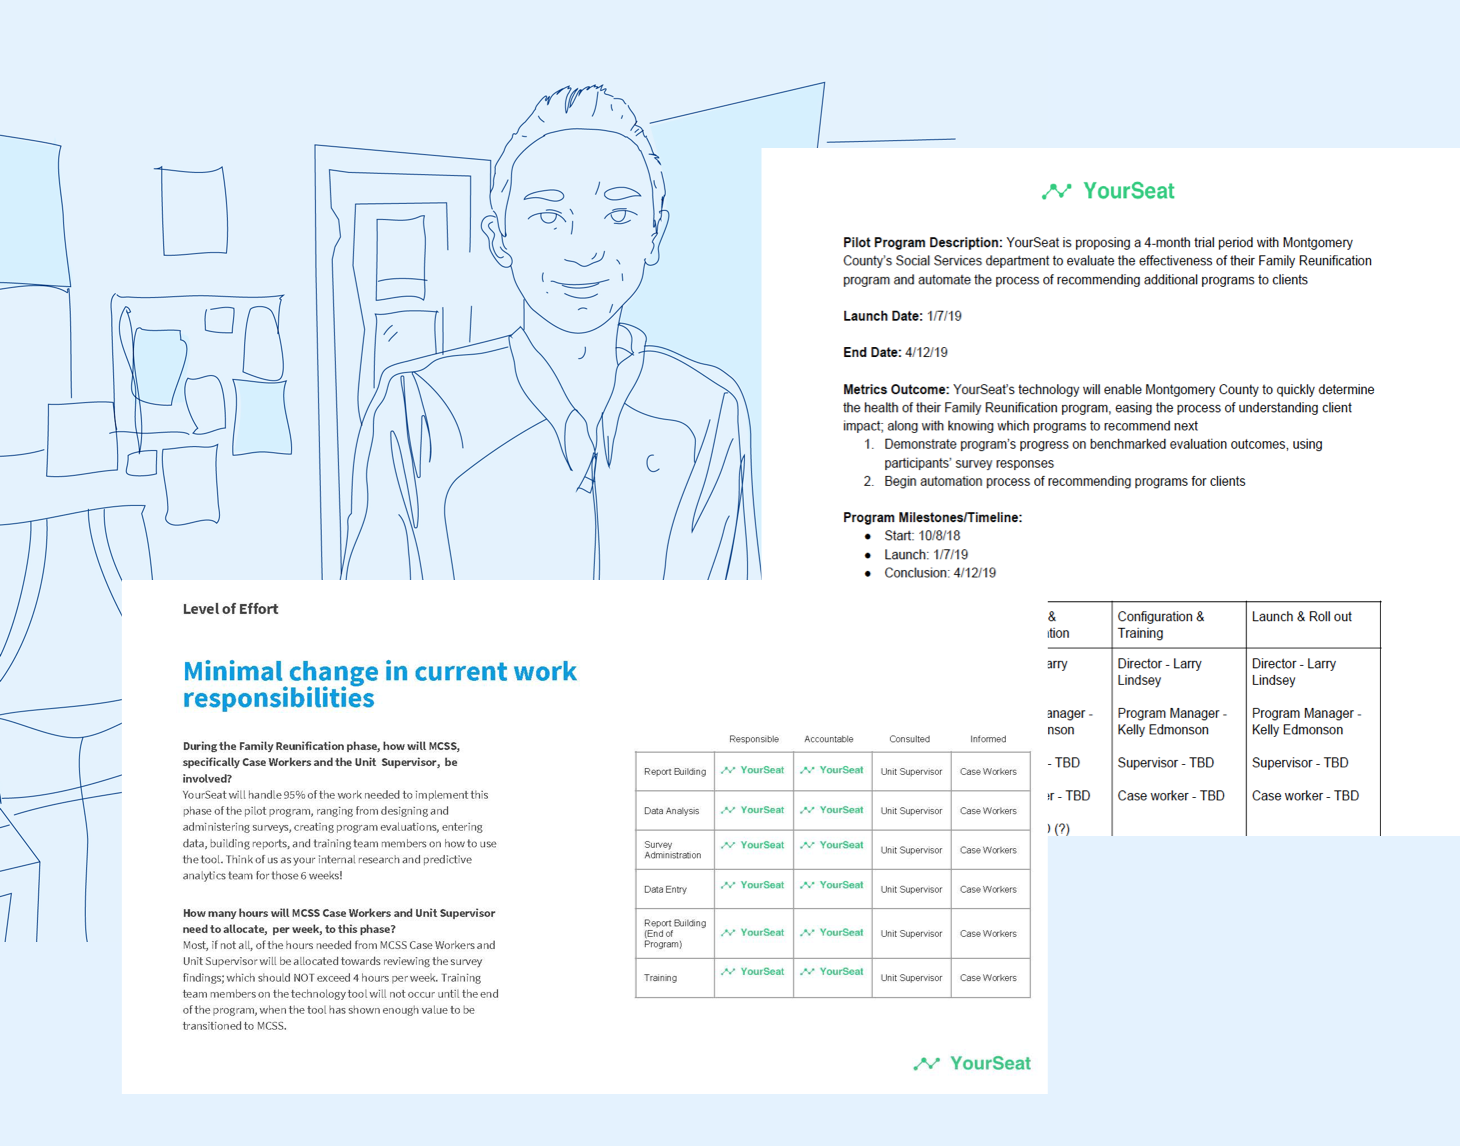 YourSeat
Pilot Program Description: YourSeat is proposing a 4-month trial period with Montgomery
County's Social Services department to evaluate the effectiveness of their Family Reunification
program and automate the process of recommending additional programs to clients
Launch Date: 1/7/19
End Date: 4/12/19
Metrics Outcome: YourSeat's technology will enable Montgomery County to quickly determine
the health of their Family Reunification program, easing the process of understanding client
impact; along with knowing which programs to recommend next
1. Demonstrate program's progress on benchmarked evaluation outcomes, using
participants' survey responses
2. Begin automation process of recommending programs for clients
Program Milestones/Timeline:
● Start: 10/8/18
● Launch: 1/7/19
● Conclusion: 4/12/19
& Configuration & Launch & Roll out
Training
Director - Larry Director - Larry
Lindsey Lindsey
Program Manager - Program Manager -
Kelly Edmonson Kelly Edmonson
- TBD Supervisor - TBD Supervisor - TBD
- TBD Case worker - TBD Case worker - TBD
(?)
Level of Effort
Minimal change in current work
responsibilities
During the Family Reunification phase, how will MCSS,
specifically Case Workers and the Unit Supervisor, be
involved?
YourSeat will handle 95% of the work needed to implement this
phase of the pilot program, ranging from designing and
administering surveys, creating program evaluations, entering
data, building reports, and training team members on how to use
the tool. Think of us as your internal research and predictive
analytics team for those 6 weeks!
How many hours will MCSS Case Workers and Unit Supervisor
need to allocate, per week, to this phase?
Most, if not all, of the hours needed from MCSS Case Workers and
Unit Supervisor will be allocated towards reviewing the survey
findings; which should NOT exceed 4 hours per week. Training
team members on the technology tool will not occur until the end
of the program, when the tool has shown enough value to be
transitioned to MCSS.
Responsible Accountable Consulted Informed
Report Building YourSeat YourSeat Unit Supervisor Case Workers
Data Analysis YourSeat YourSeat Unit Supervisor Case Workers
Survey
Administration YourSeat YourSeat Unit Supervisor Case Workers
Data Entry YourSeat YourSeat Unit Supervisor Case Workers
Report Building
(End of YourSeat YourSeat Unit Supervisor Case Workers
Program)
Training YourSeat YourSeat Unit Supervisor Case Workers
YourSeat